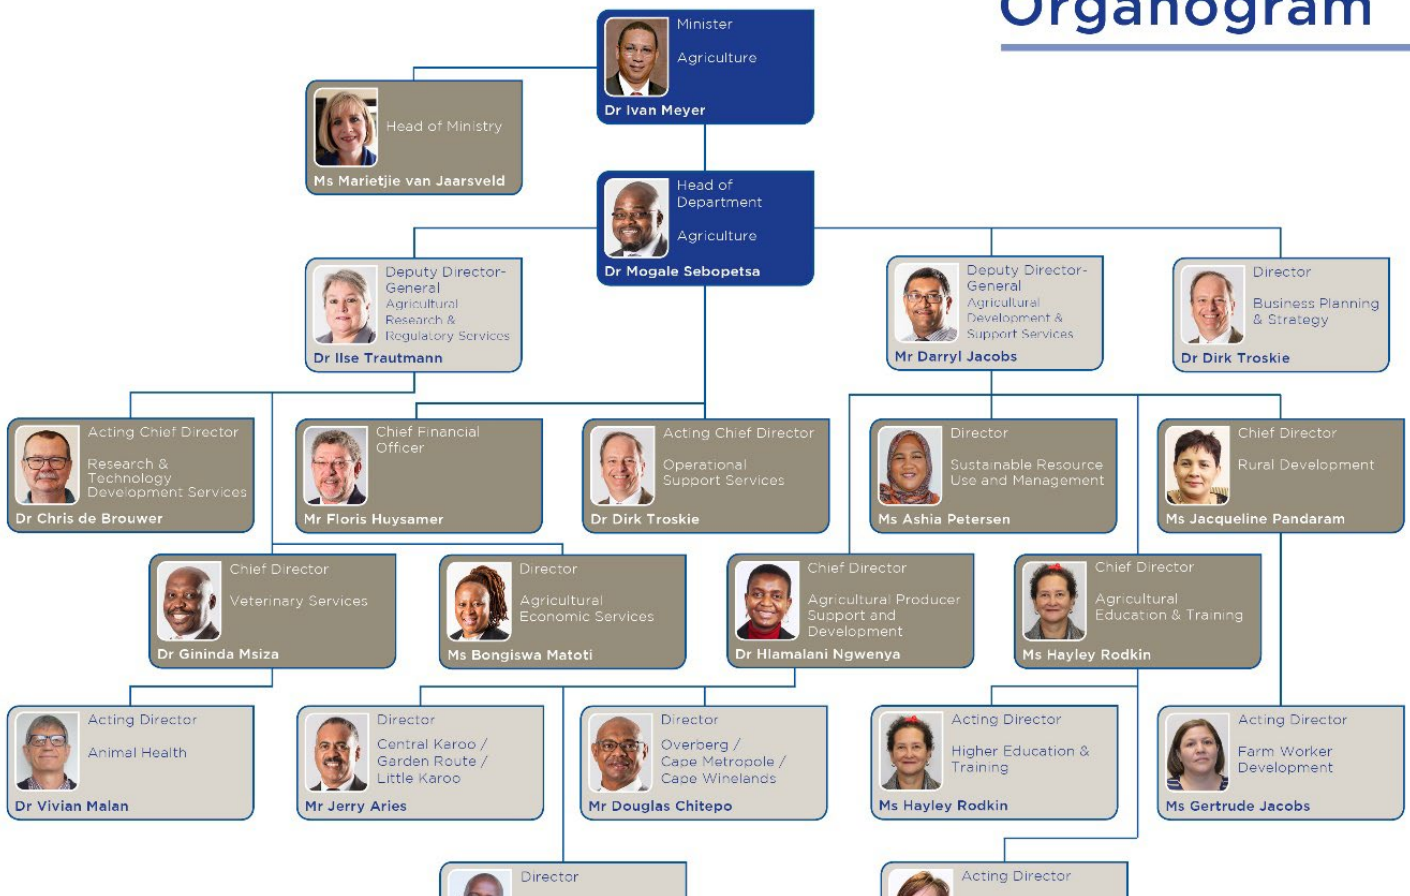 Organogram
Minister
Agriculture
Dr Ivan Meyer
Head of Ministry
Ms Marietjie van Jaarsveld
Head of
Department
Agriculture
Dr Mogale Sebopetsa
Deputy Director-
General
Agricultural
Research &
Regulatory Services
Dr Ilse Trautmann
Deputy Director-
General
Agricultural
Development &
Support Services
Mr Darryl Jacobs
Director
Business Planning
& Strategy
Dr Dirk Troskie
Acting Chief Director
Research &
Technology
Development Services
Dr Chris de Brouwer
Chief Financial
Officer
Mr Floris Huysamer
Acting Chief Director
Operational
Support Services
Dr Dirk Troskie
Director
Sustainable Resource
Use and Management
Ms Ashia Petersen
Chief Director
Rural Development
Ms Jacqueline Pandaram
Chief Director
Veterinary Services
Dr Gininda Msiza
Director
Agricultural
Economic Services
Ms Bongiswa Matoti
Chief Director
Agricultural Producer
Support and
Development
Dr Hlamalani Ngwenya
Chief Director
Agricultural
Education & Training
Ms Hayley Rodkin
Acting Director
Animal Health
Dr Vivian Malan
Director
Central Karoo /
Garden Route /
Little Karoo
Mr Jerry Aries
Director
Overberg /
Cape Metropole /
Cape Winelands
Mr Douglas Chitepo
Acting Director
Higher Education &
Training
Ms Hayley Rodkin
Acting Director
Farm Worker
Development
Ms Gertrude Jacobs
Director
Acting Director